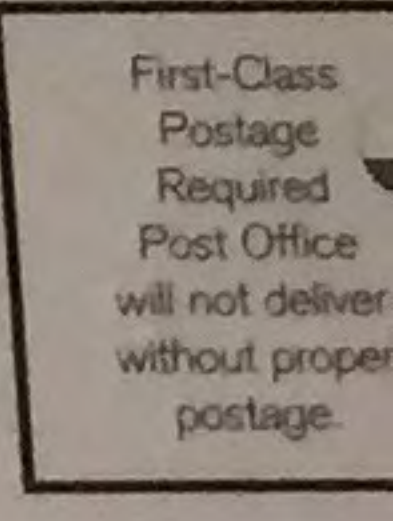 First-Class
Postage
Required
Post Office
will not deliver
without proper
postage.